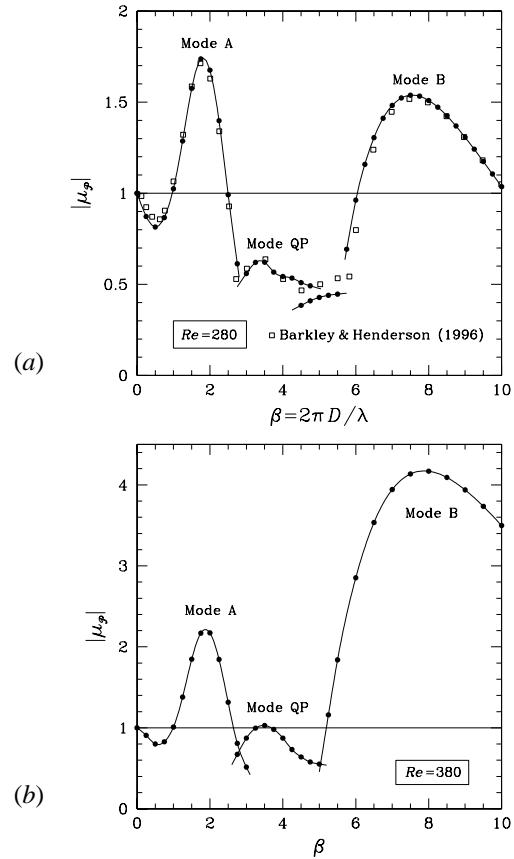 (a)
2
1.5
1
0.5
0
|μ𝒫|
Mode A
Mode B
Mode QP
Re=280
□ Barkley & Henderson (1996)
0 2 4 6 8 10
β=2πD/λ
(b)
4
3
2
1
0
|μ𝒫|
Mode A
Mode B
Mode QP
Re=380
0 2 4 6 8 10
β